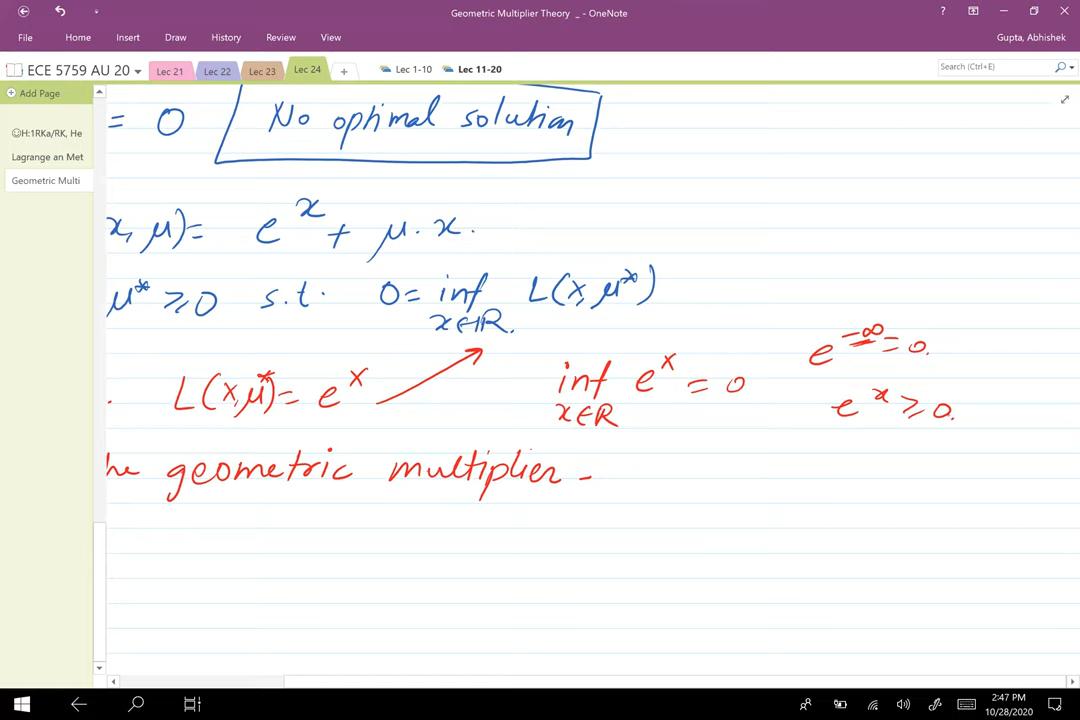 Geometric Multiplier Theory _ - OneNote
Gupta, Abhishek
File Home Insert Draw History Review View
ECE 5759 AU 20
Lec 21 Lec 22 Lec 23 Lec 24 + Lec 1-10 Lec 11-20
Search (Ctrl+E)
Add Page
☺H:1RKa/RK, He
Lagrange an Met
Geometric Multi
= 0 No optimal solution
x, μ) = e^x + μ · x.
μ* ≥ 0 s.t. 0 = inf L(x, μ*)
x∈ℝ.
e^{-∞} = 0.
. L(x, μ*) = e^x inf e^x = 0
x∈ℝ
e^x ≥ 0.
he geometric multiplier -
2:47 PM
10/28/2020